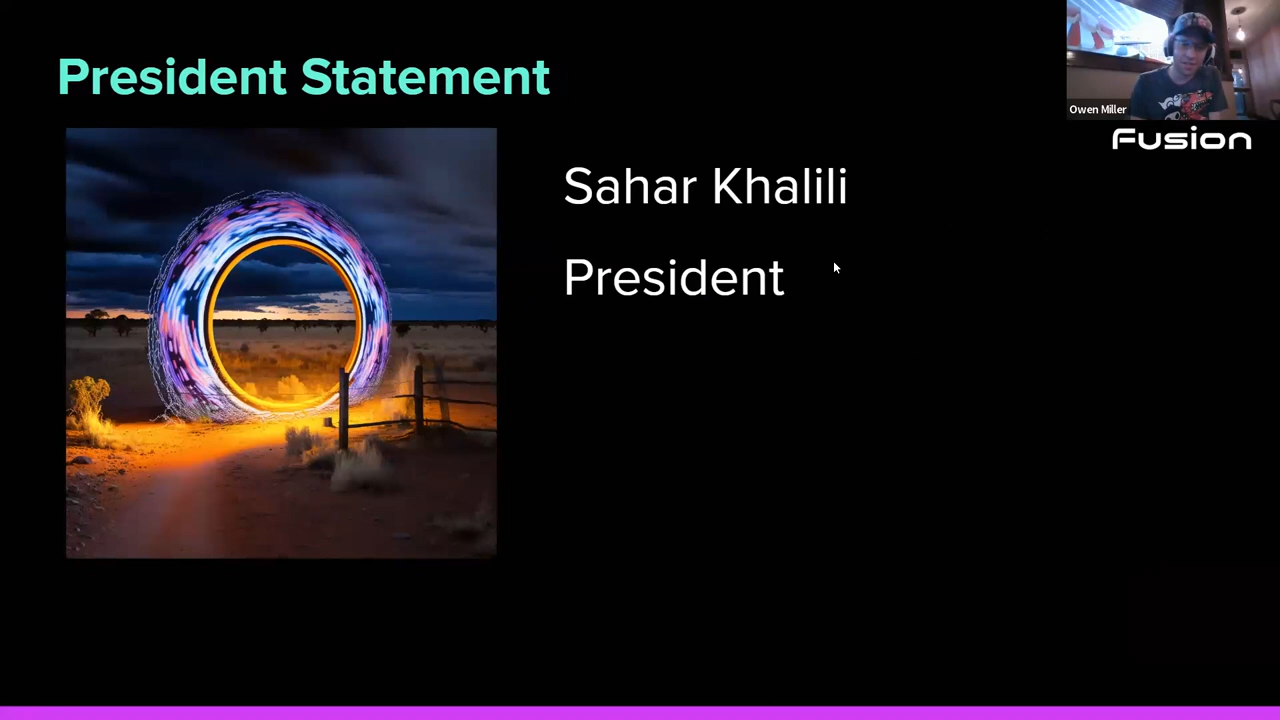 President Statement
Owen Miller
Fusion
Sahar Khalili
President